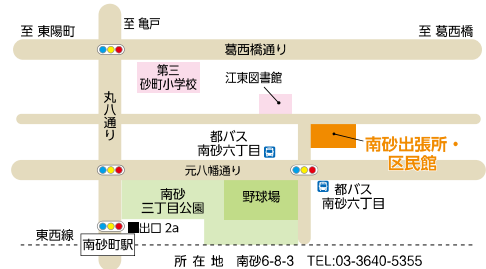 至 亀戸
至 東陽町
至 葛西橋
葛西橋通り
第三
砂町小学校
江東図書館
丸八通り
都バス
南砂六丁目
南砂出張所・
区民館
元八幡通り
都バス
南砂六丁目
南砂
三丁目公園
野球場
東西線
出口 2a
南砂町駅
所在地 南砂6-8-3 TEL:03-3640-5355